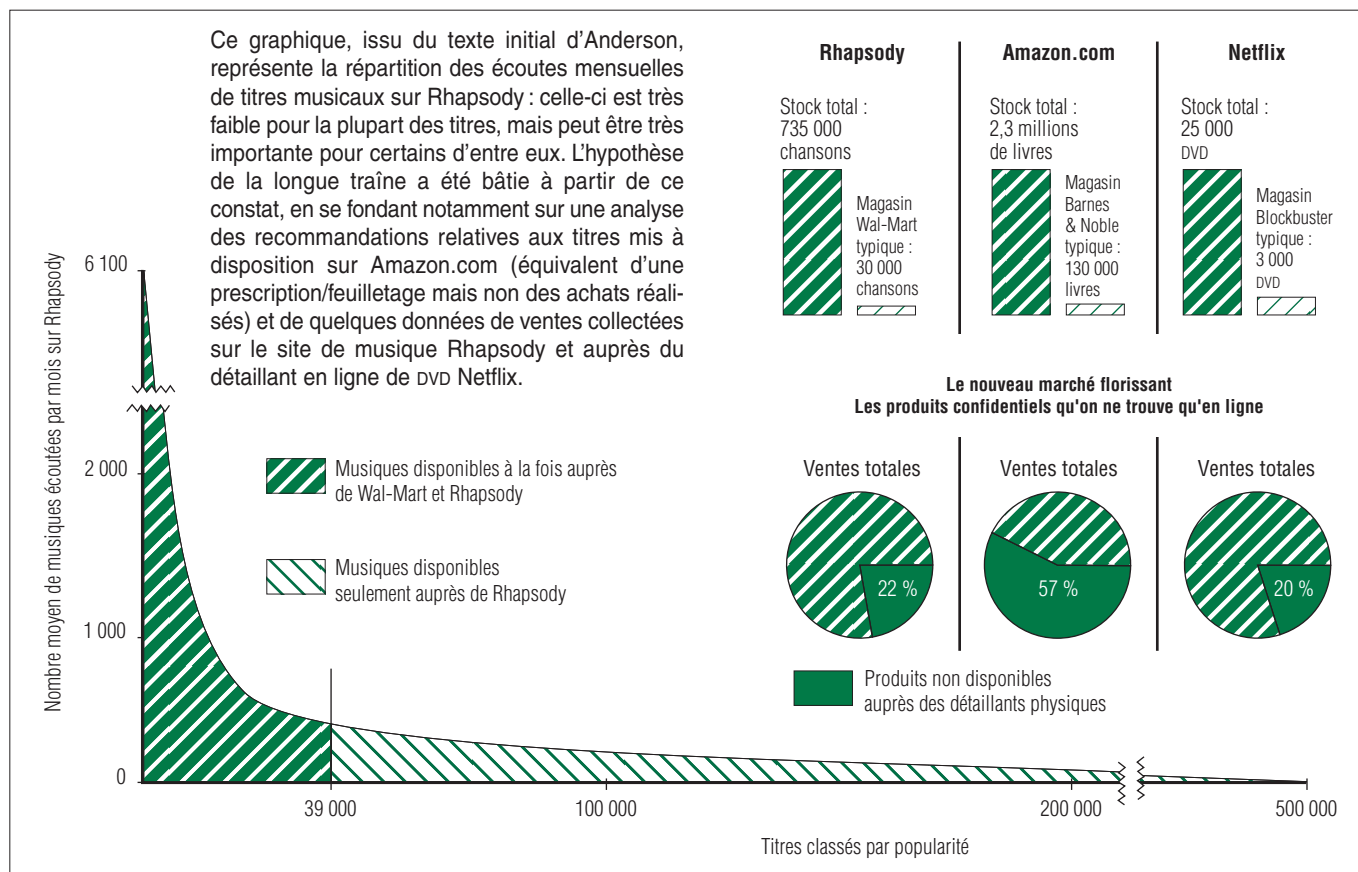 Ce graphique, issu du texte initial d'Anderson,
représente la répartition des écoutes mensuelles
de titres musicaux sur Rhapsody : celle-ci est très
faible pour la plupart des titres, mais peut être très
importante pour certains d'entre eux. L'hypothèse
de la longue traîne a été bâtie à partir de ce
constat, en se fondant notamment sur une analyse
des recommandations relatives aux titres mis à
disposition sur Amazon.com (équivalent d'une
prescription/feuilletage mais non des achats réali-
sés) et de quelques données de ventes collectées
sur le site de musique Rhapsody et auprès du
détaillant en ligne de DVD Netflix.
Rhapsody
Stock total :
735 000
chansons
Magasin
Wal-Mart
typique :
30 000
chansons
Amazon.com
Stock total :
2,3 millions
de livres
Magasin
Barnes
& Noble
typique :
130 000
livres
Netflix
Stock total :
25 000
DVD
Magasin
Blockbuster
typique :
3 000
DVD
Le nouveau marché florissant
Les produits confidentiels qu'on ne trouve qu'en ligne
Ventes totales
22 %
Ventes totales
57 %
Ventes totales
20 %
Produits non disponibles
auprès des détaillants physiques
Nombre moyen de musiques écoutées par mois sur Rhapsody
6 100
2 000
1 000
0
Musiques disponibles à la fois auprès
de Wal-Mart et Rhapsody
Musiques disponibles
seulement auprès de Rhapsody
39 000
100 000
200 000
500 000
Titres classés par popularité